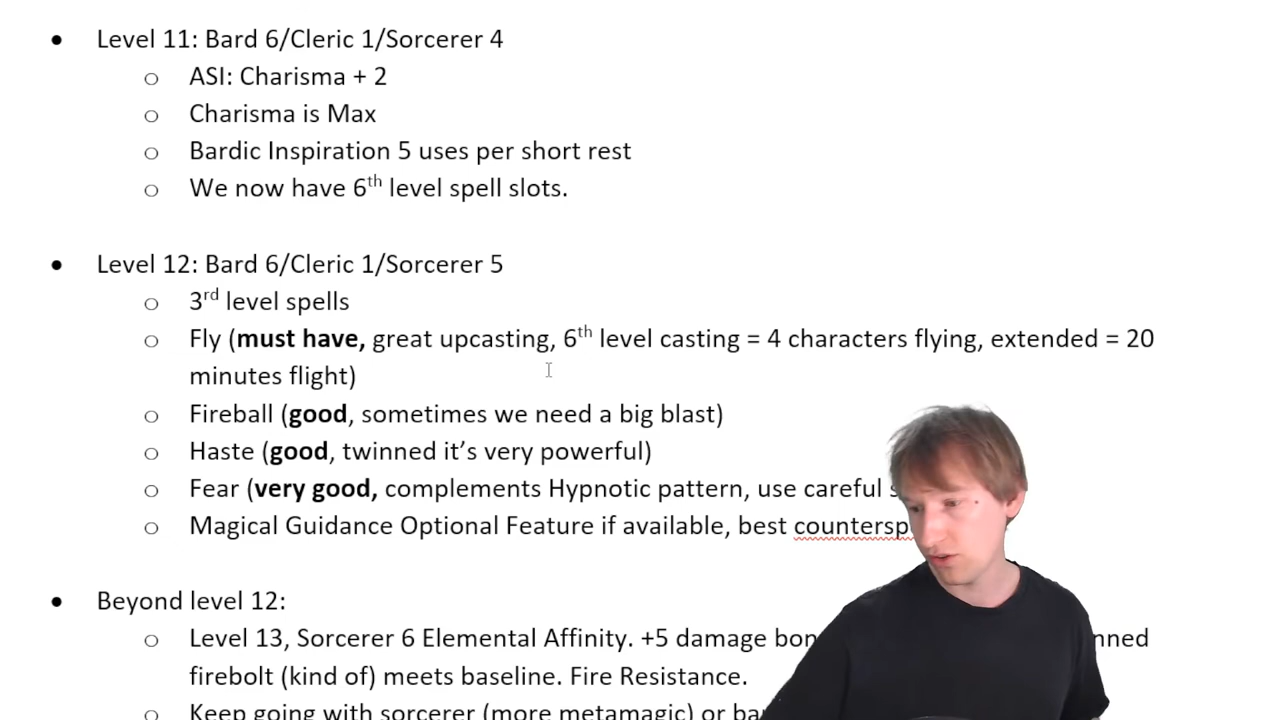 • Level 11: Bard 6/Cleric 1/Sorcerer 4
o ASI: Charisma + 2
o Charisma is Max
o Bardic Inspiration 5 uses per short rest
o We now have 6th level spell slots.
• Level 12: Bard 6/Cleric 1/Sorcerer 5
o 3rd level spells
o Fly (must have, great upcasting, 6th level casting = 4 characters flying, extended = 20
minutes flight)
o Fireball (good, sometimes we need a big blast)
o Haste (good, twinned it's very powerful)
o Fear (very good, complements Hypnotic pattern, use careful
o Magical Guidance Optional Feature if available, best
• Beyond level 12:
o Level 13, Sorcerer 6 Elemental Affinity. +5 damage
firebolt (kind of) meets baseline. Fire Resistance.
o Keep going with sorcerer (more metamagic) or